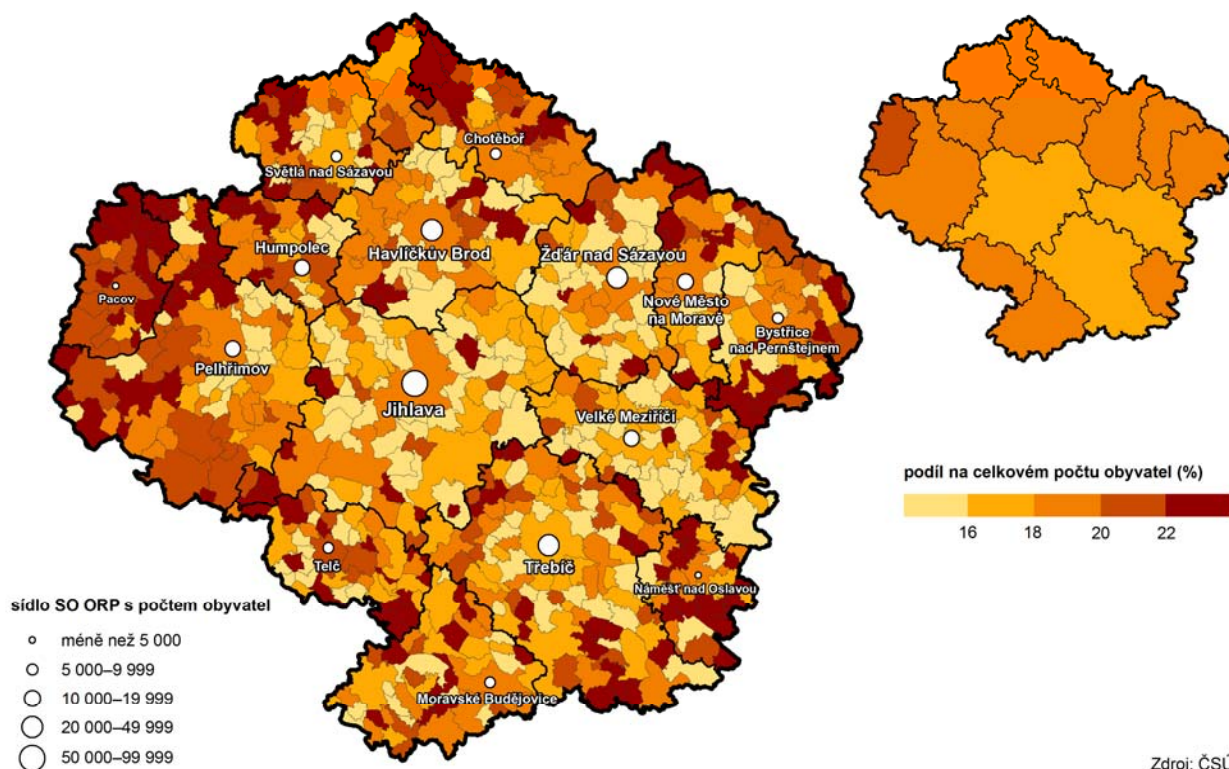 Chotěboř
Světlá nad Sázavou
Humpolec
Havlíčkův Brod
Žďár nad Sázavou
Pacov
Nové Město
na Moravě
Bystřice
nad Pernštejnem
Pelhřimov
Jihlava
Velké Meziříčí
Telč
Třebíč
Náměšť nad Oslavou
Moravské Budějovice
podíl na celkovém počtu obyvatel (%)
16 18 20 22
sídlo SO ORP s počtem obyvatel
méně než 5 000
5 000–9 999
10 000–19 999
20 000–49 999
50 000–99 999
Zdroj: ČSÚ